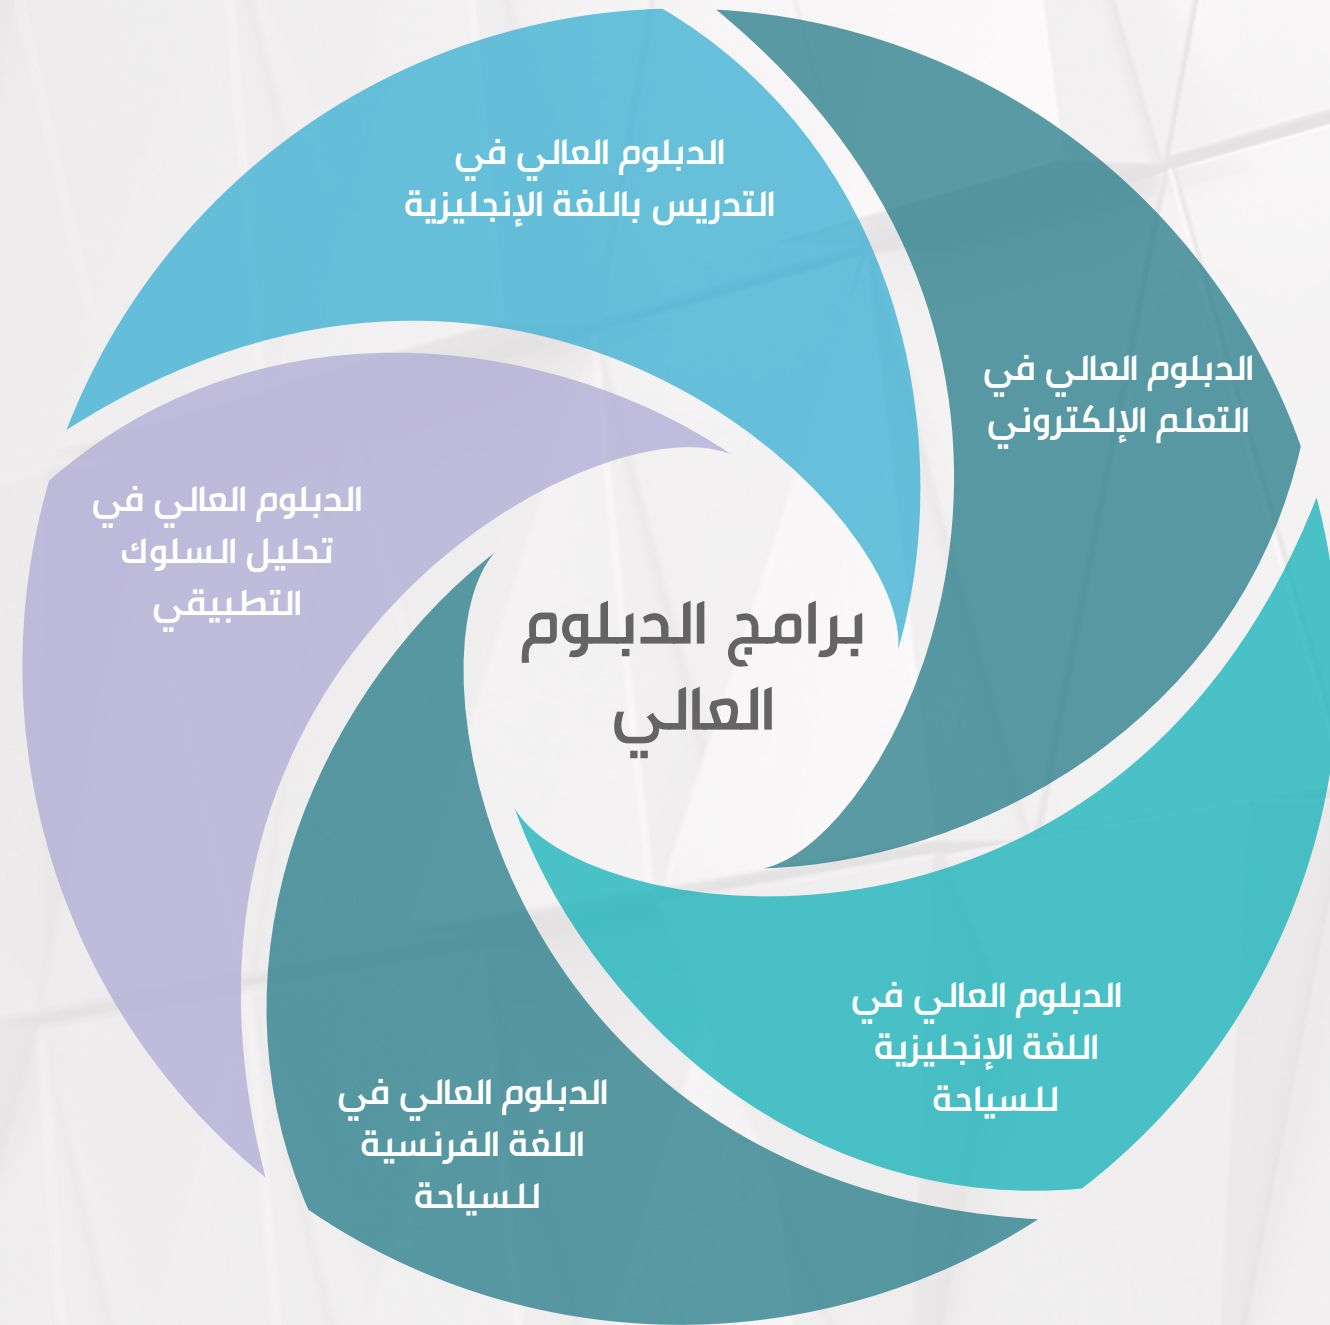 الدبلوم العالي في
التدريس باللغة الإنجليزية
الدبلوم العالي في
التعلم الإلكتروني
الدبلوم العالي في
تحليل السلوك
التطبيقي
برامج الدبلوم
العالي
الدبلوم العالي في
اللغة الإنجليزية
للسياحة
الدبلوم العالي في
اللغة الفرنسية
للسياحة